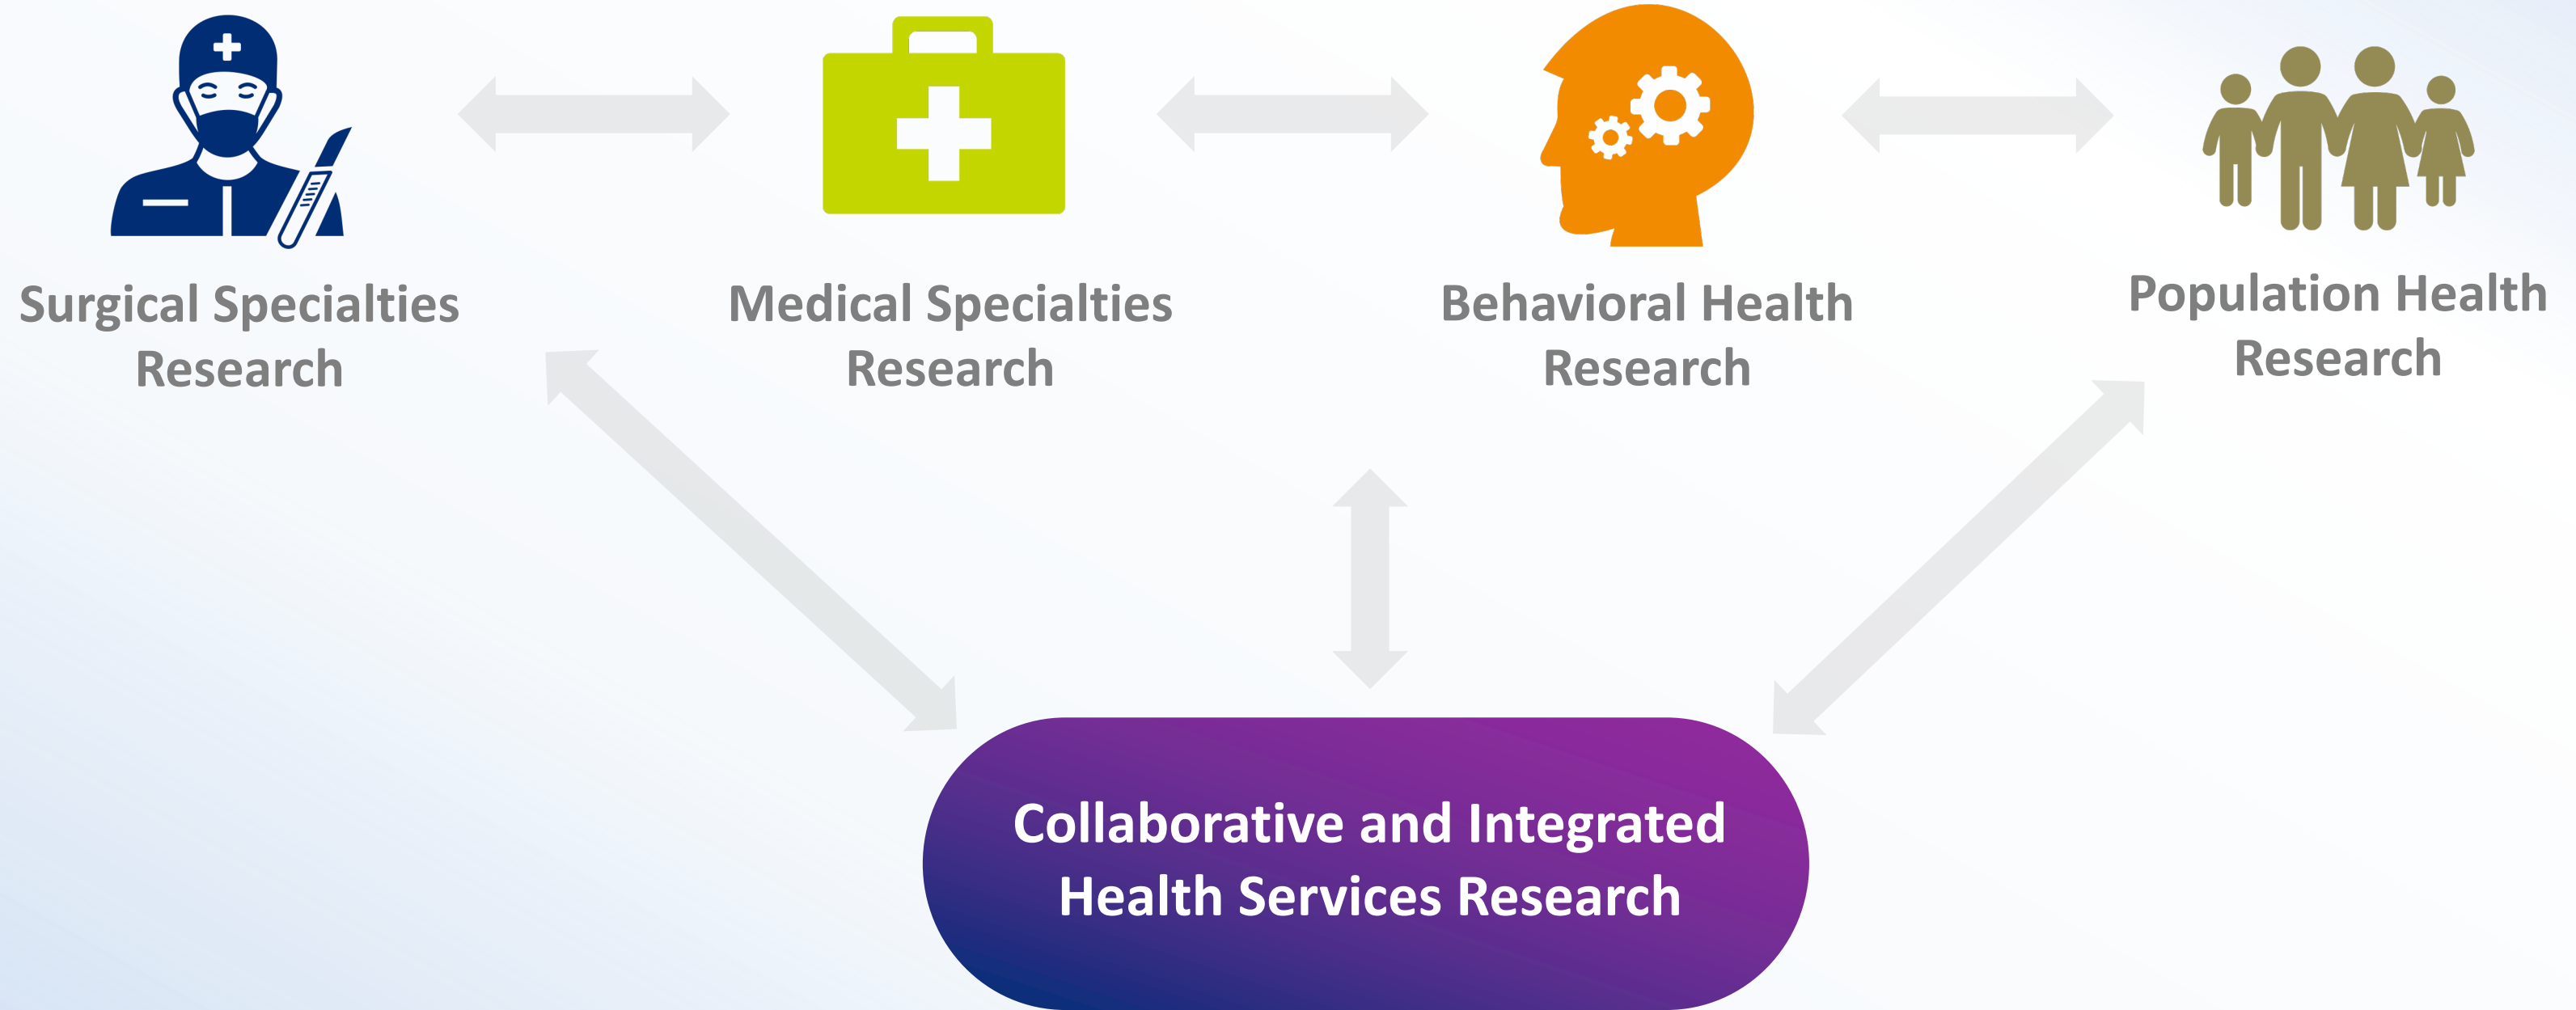 Surgical Specialties
Research
Medical Specialties
Research
Behavioral Health
Research
Population Health
Research
Collaborative and Integrated
Health Services Research